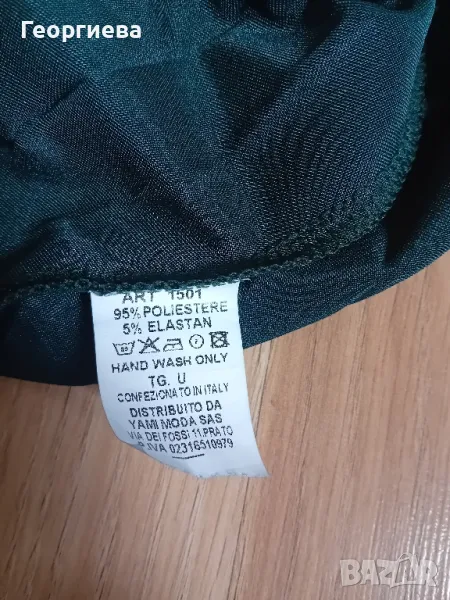 Георгиева
ART 1501
95% POLIESTERE
5% ELASTAN
HAND WASH ONLY
TG. U
CONFEZIONATO IN ITALY
DISTRIBUITO DA
YAMI MODA SAS
VIA DEI FOSSI 11.PRATO
P.IVA 02316510979
BAZAR